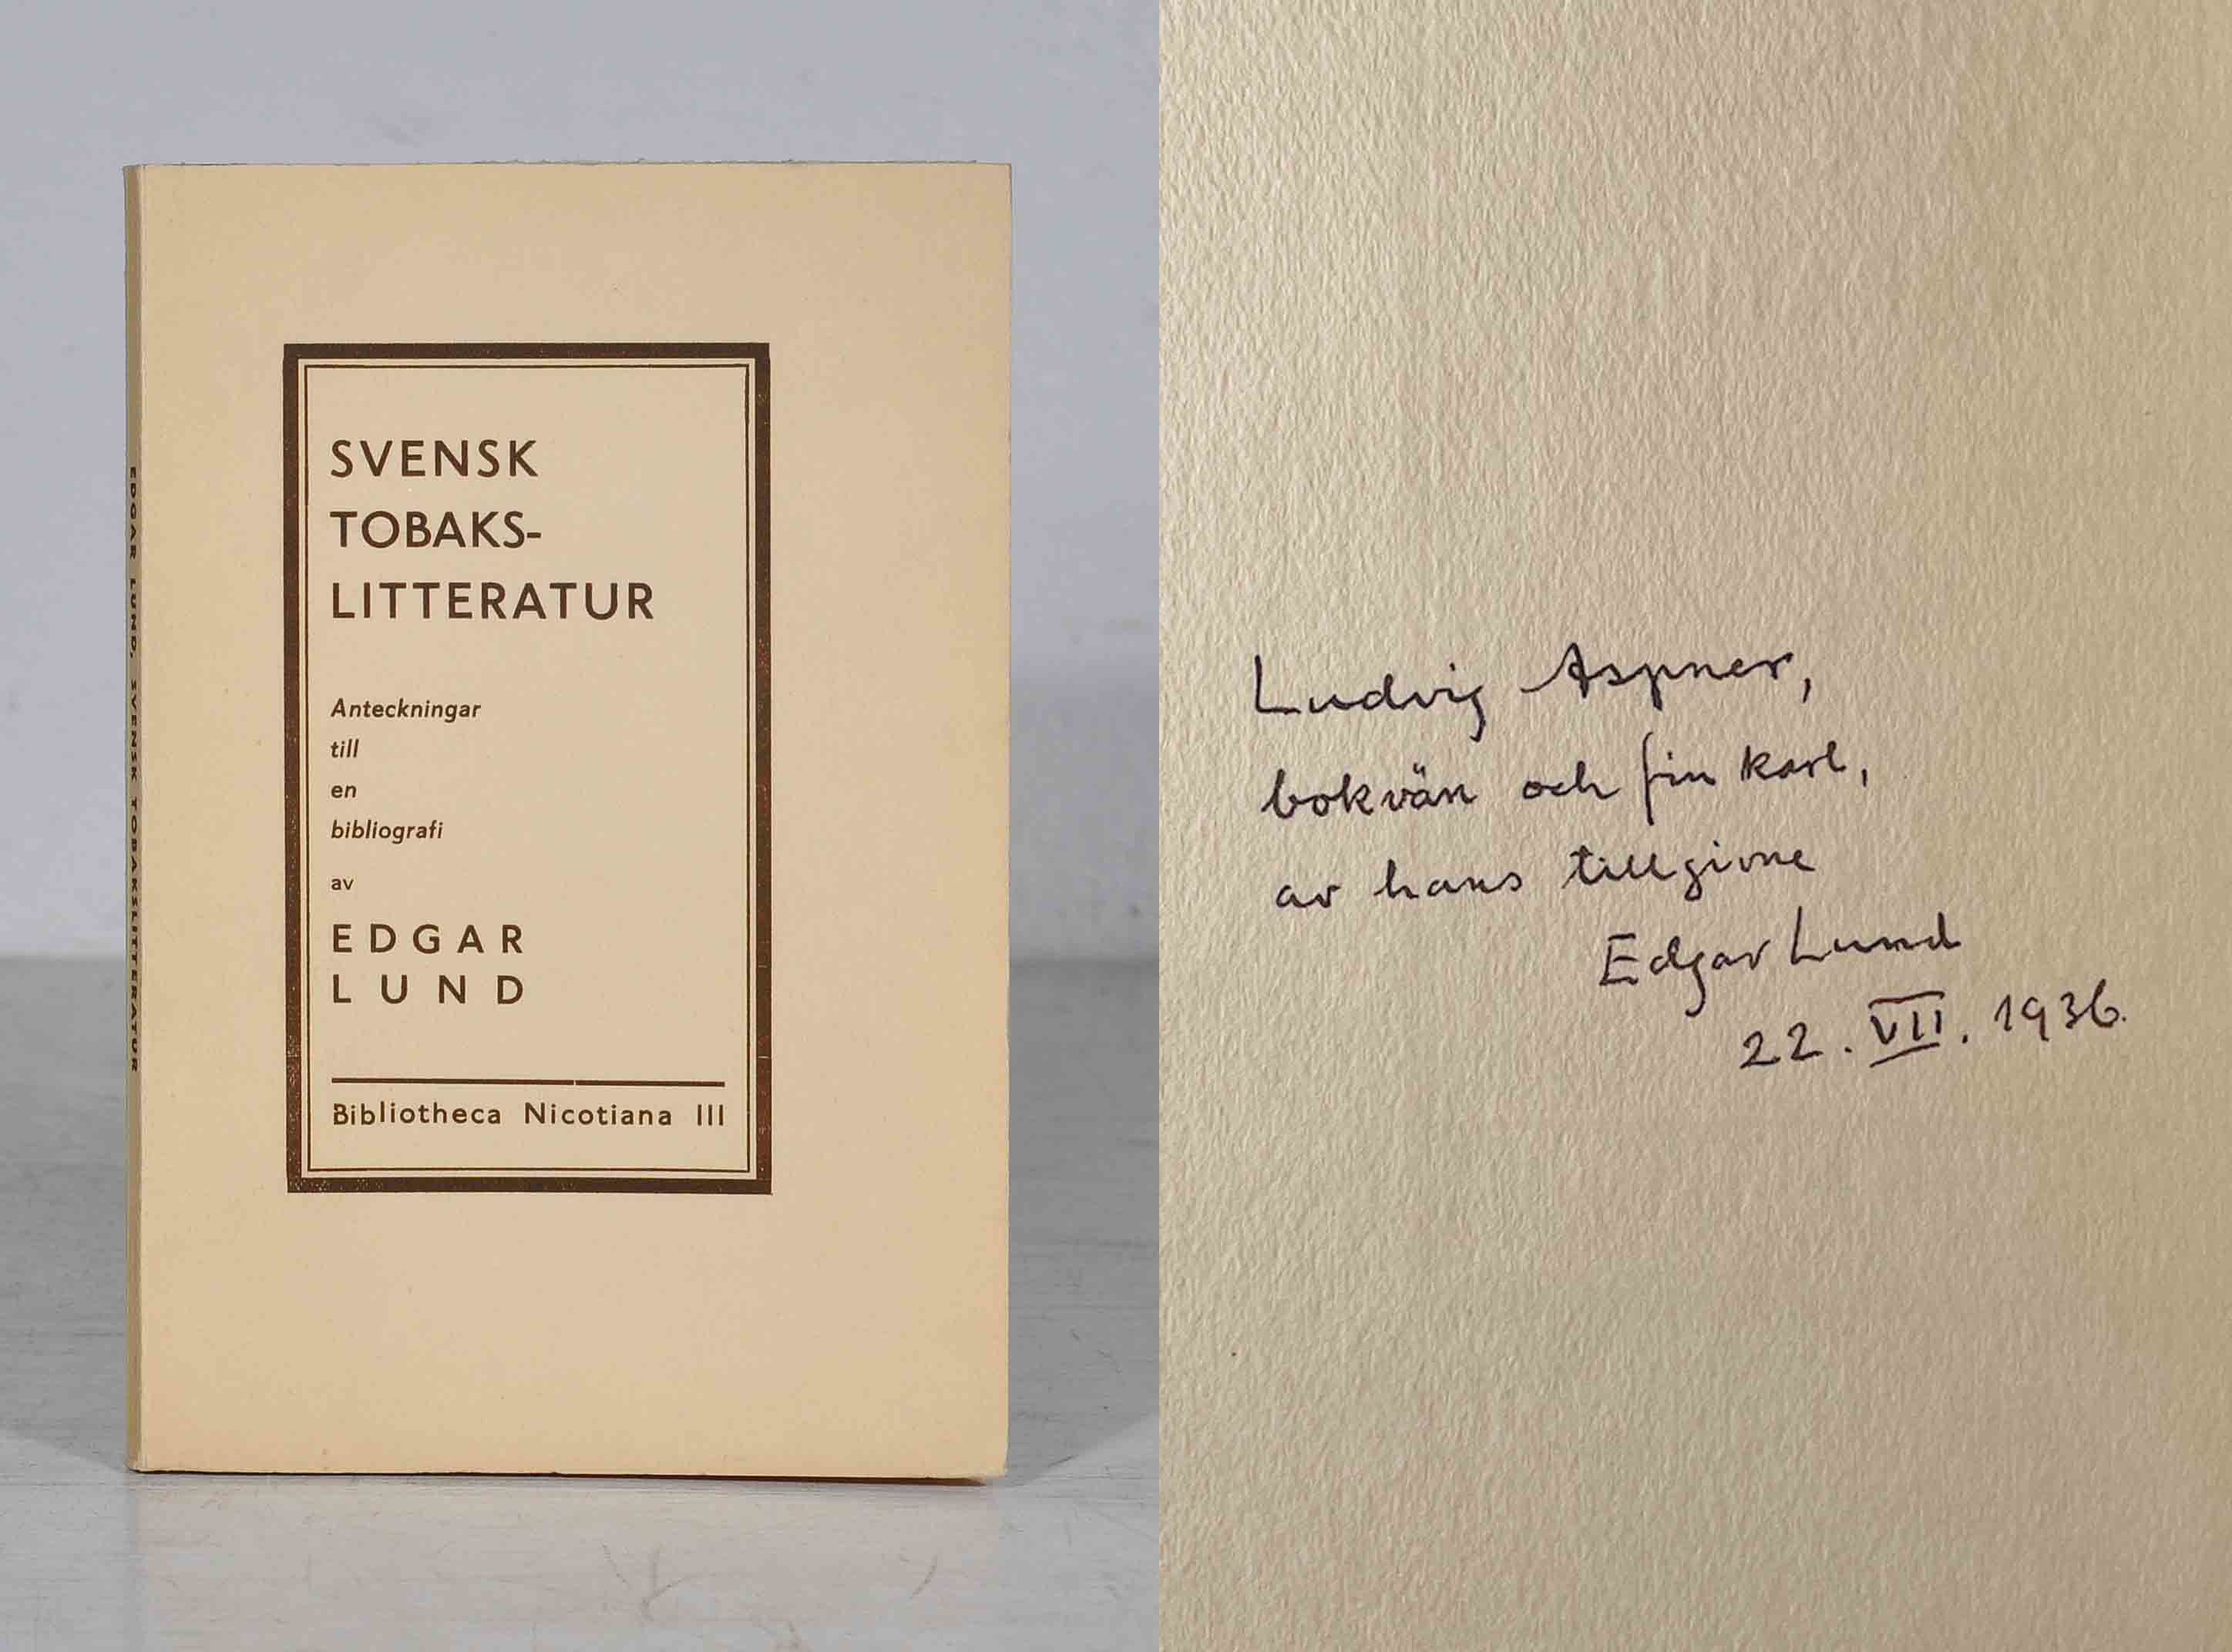 EDGAR LUND, SVENSK TOBAKSLITTERATUR
SVENSK
TOBAKS-
LITTERATUR
Anteckningar
till
en
bibliografi
av
EDGAR
LUND
Bibliotheca Nicotiana III
Ludvig Aspner,
bokvän och fin karl,
av hans tillgivne
Edgar Lund
22. VII. 1936.